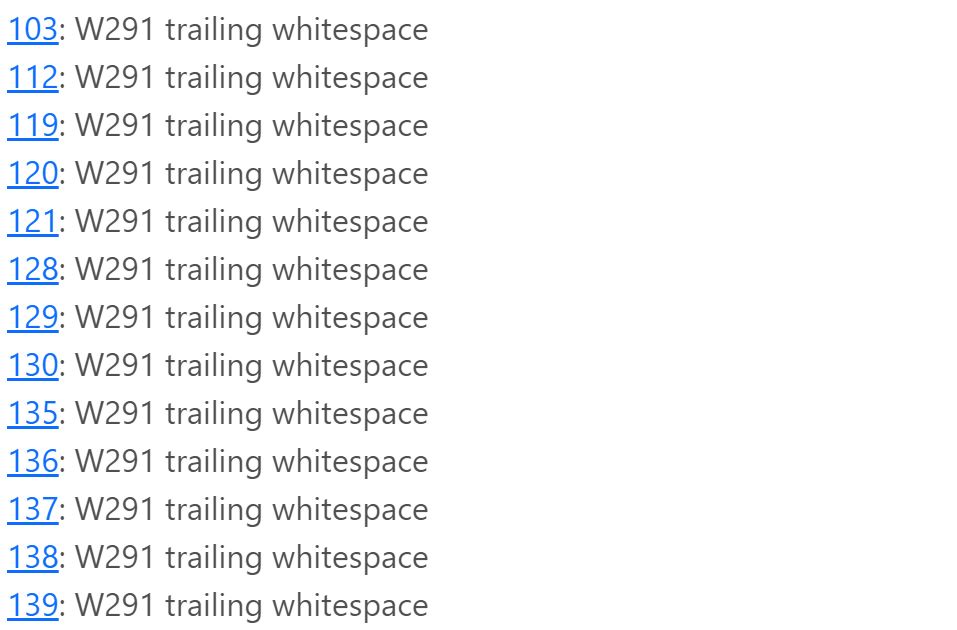 103: W291 trailing whitespace
112: W291 trailing whitespace
119: W291 trailing whitespace
120: W291 trailing whitespace
121: W291 trailing whitespace
128: W291 trailing whitespace
129: W291 trailing whitespace
130: W291 trailing whitespace
135: W291 trailing whitespace
136: W291 trailing whitespace
137: W291 trailing whitespace
138: W291 trailing whitespace
139: W291 trailing whitespace